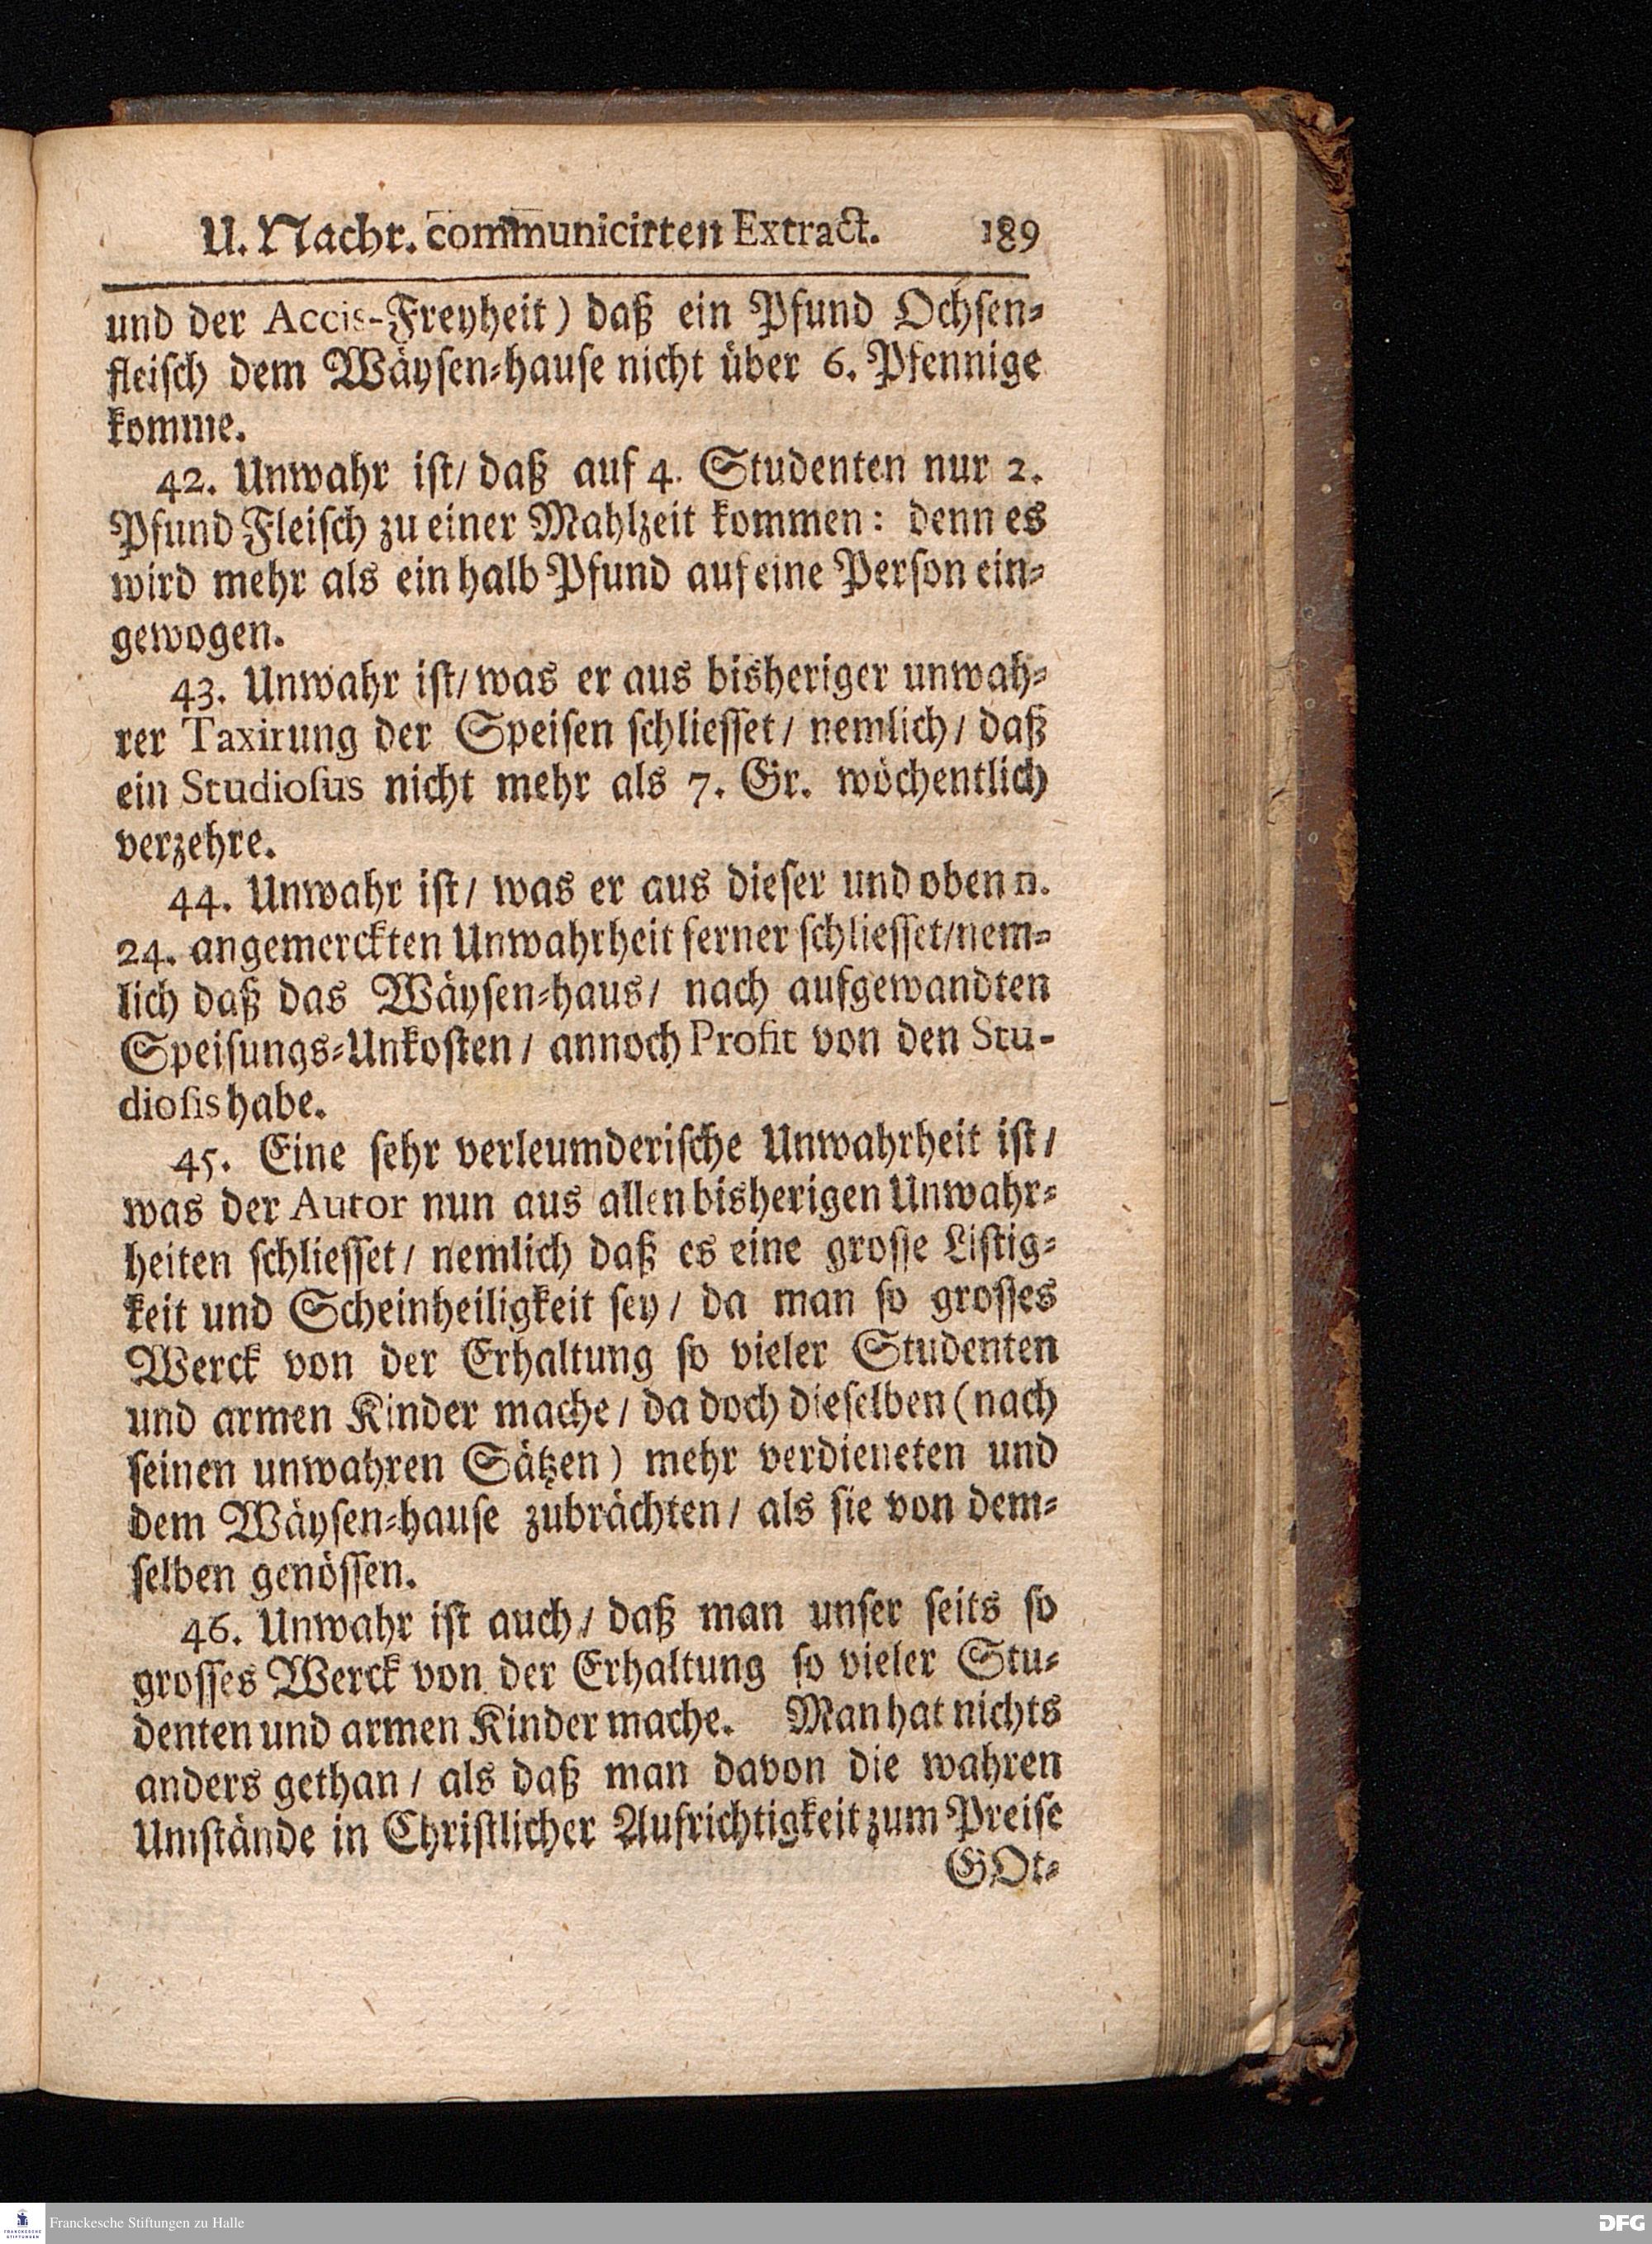 U. Nachr. communicirten Extract. 189
und der Accis-Freyheit) daß ein Pfund Ochsen-
fleisch dem Wäysen-hause nicht über 6. Pfennige
komme.
42. Unwahr ist/ daß auf 4. Studenten nur 2.
Pfund Fleisch zu einer Mahlzeit kommen: denn es
wird mehr als ein halb Pfund auf eine Person ein-
gewogen.
43. Unwahr ist/ was er aus bisheriger unwah-
rer Taxirung der Speisen schliesset/ nemlich/ daß
ein Studiosus nicht mehr als 7. Gr. wöchentlich
verzehre.
44. Unwahr ist/ was er aus dieser und oben n.
24. angemerckten Unwahrheit ferner schliesset/nem-
lich daß das Wäysen-haus/ nach aufgewandten
Speisungs-Unkosten/ annoch Profit von den Stu-
diosis habe.
45. Eine sehr verleumderische Unwahrheit ist/
was der Autor nun aus allen bisherigen Unwahr-
heiten schliesset/ nemlich daß es eine grosse Listig-
keit und Scheinheiligkeit sey/ da man so grosses
Werck von der Erhaltung so vieler Studenten
und armen Kinder mache/ da doch dieselben (nach
seinen unwahren Sätzen) mehr verdieneten und
dem Wäysen-hause zubrächten/ als sie von dem-
selben genössen.
46. Unwahr ist auch/ daß man unser seits so
grosses Werck von der Erhaltung so vieler Stu-
denten und armen Kinder mache. Man hat nichts
anders gethan/ als daß man davon die wahren
Umstände in Christlicher Aufrichtigkeit zum Preise
GOt-
FRANCKESCHE
STIFTUNGEN
Franckesche Stiftungen zu Halle
DFG